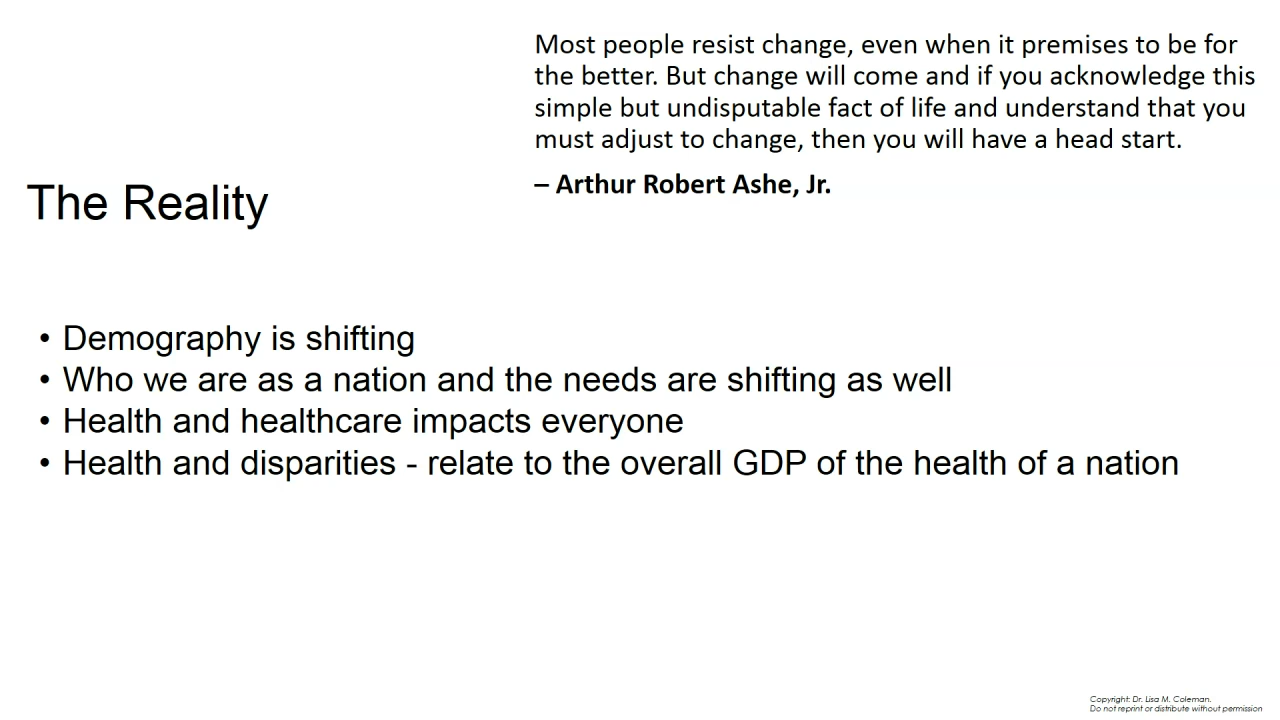 Most people resist change, even when it premises to be for
the better. But change will come and if you acknowledge this
simple but undisputable fact of life and understand that you
must adjust to change, then you will have a head start.
– Arthur Robert Ashe, Jr.
The Reality
• Demography is shifting
• Who we are as a nation and the needs are shifting as well
• Health and healthcare impacts everyone
• Health and disparities - relate to the overall GDP of the health of a nation
Copyright: Dr. Lisa M. Coleman.
Do not reprint or distribute without permission